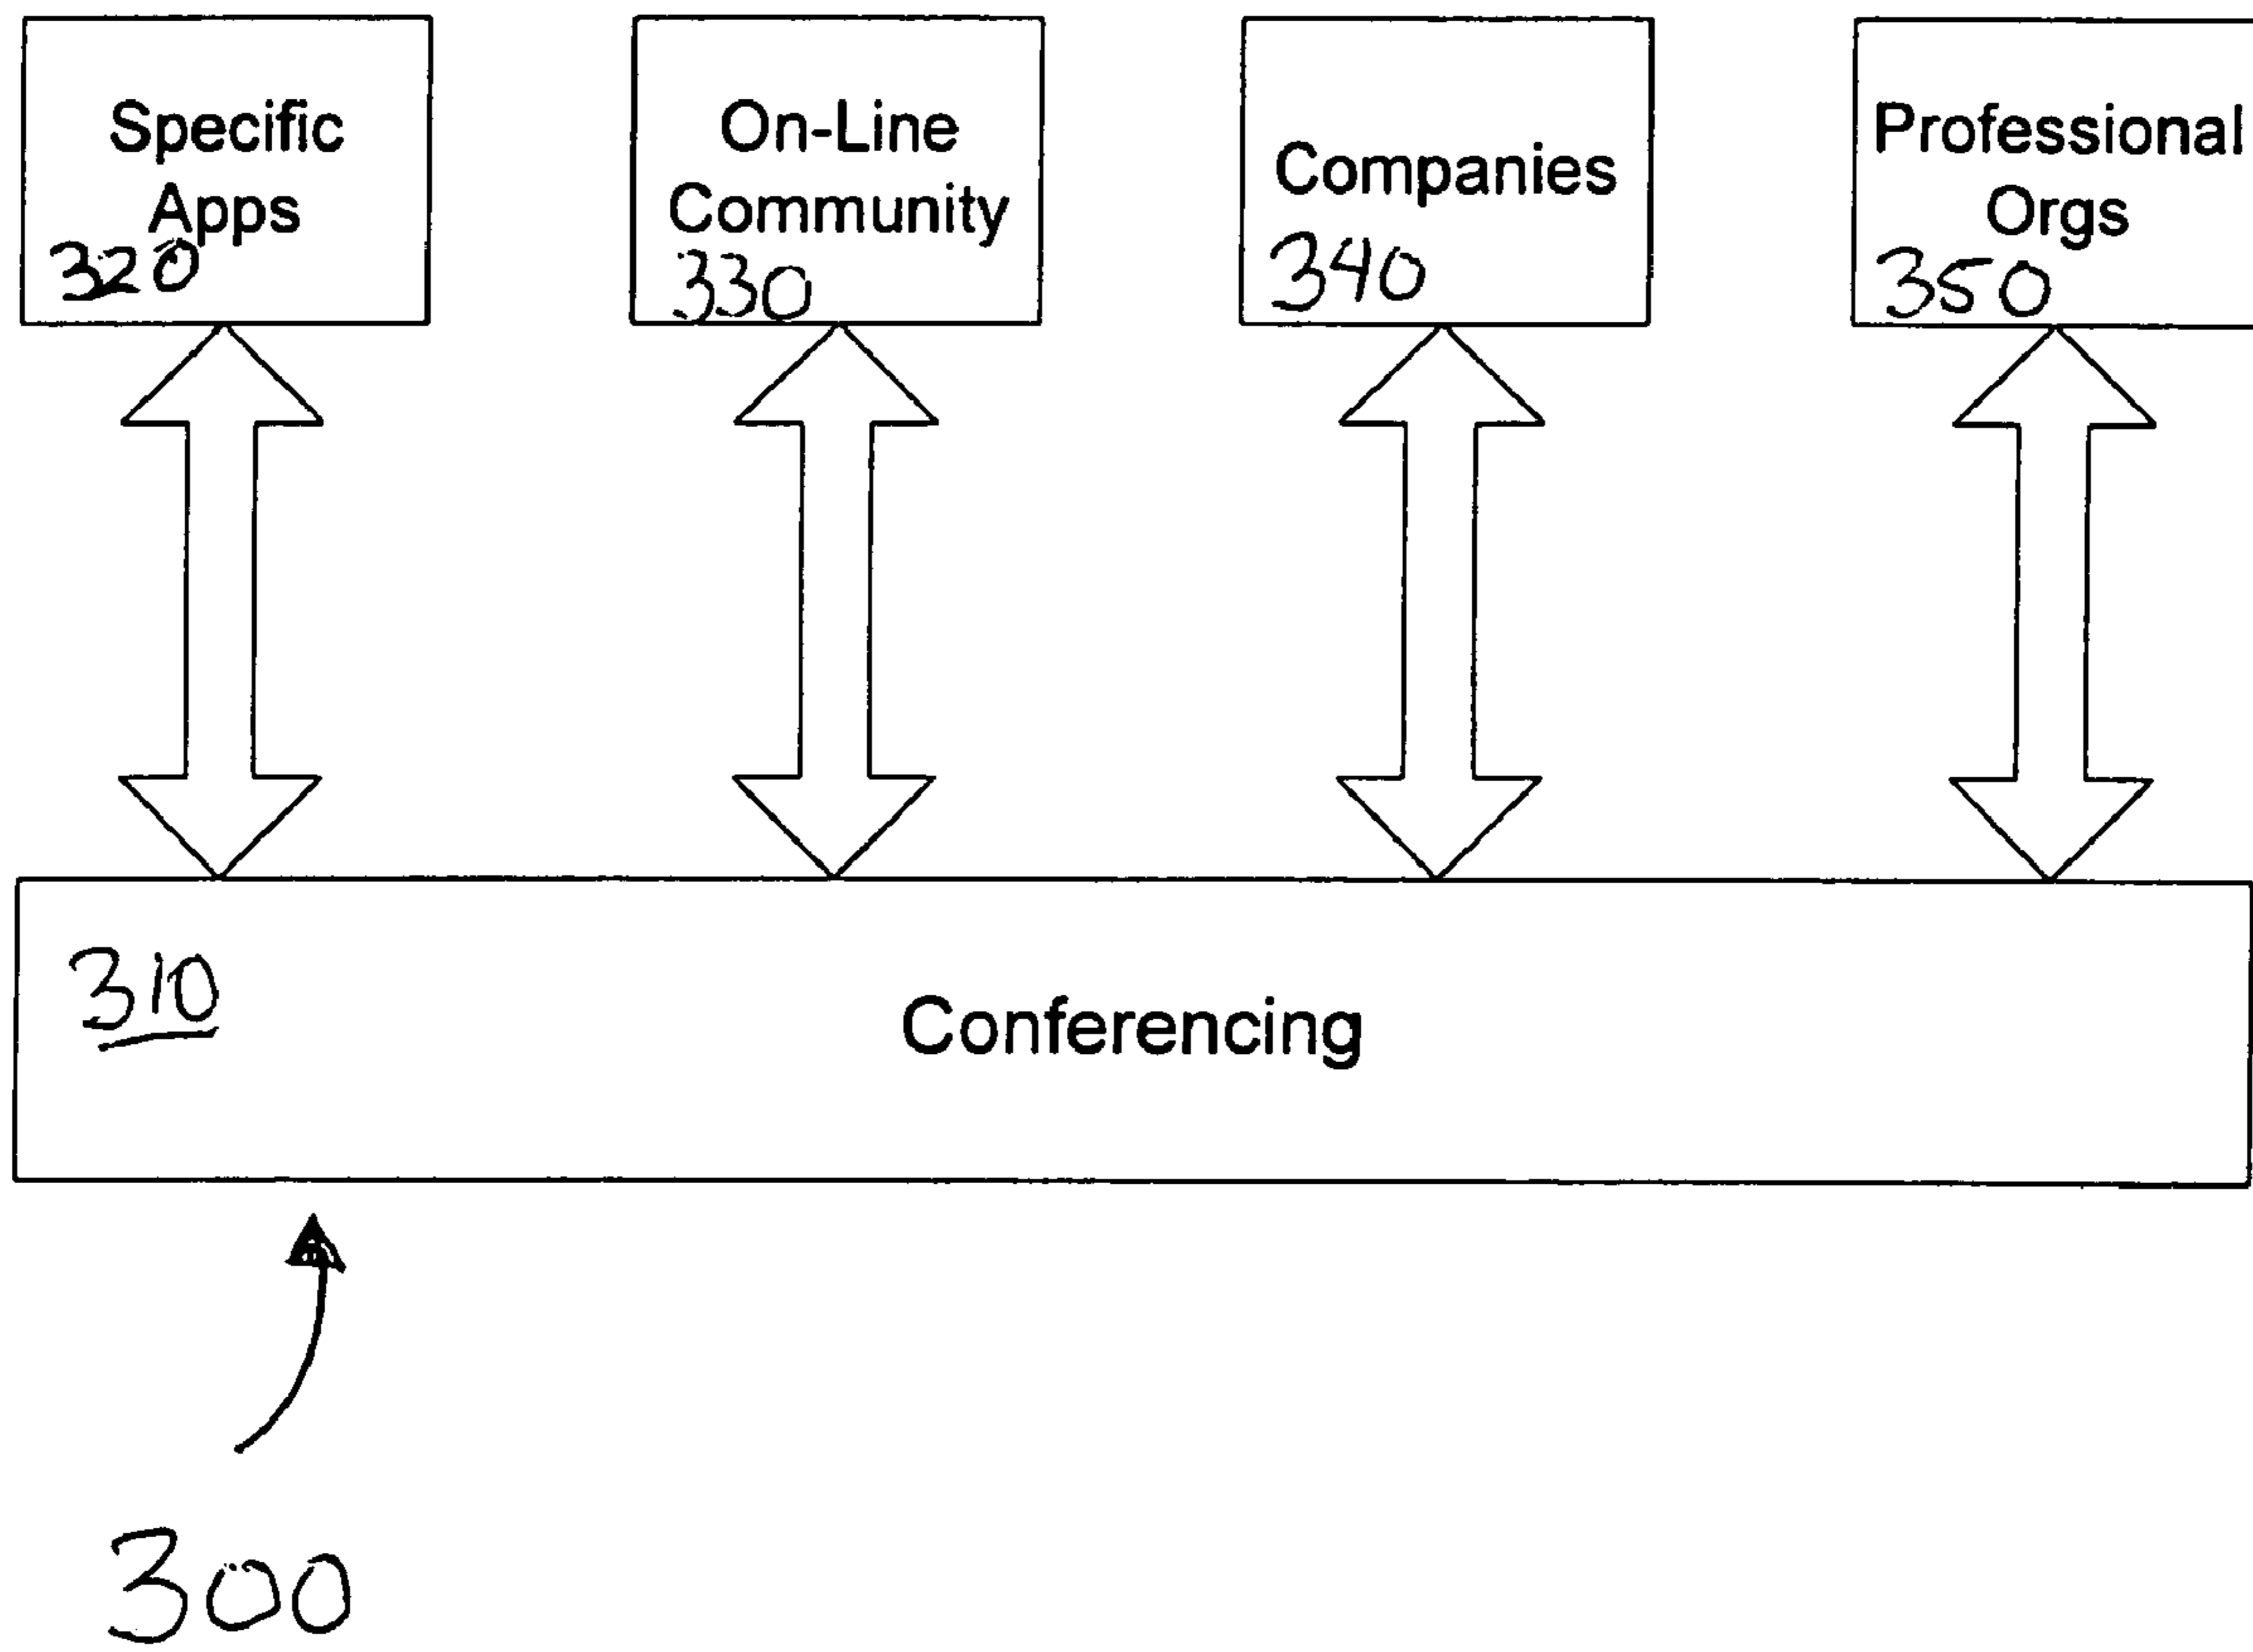 Specific
Apps
320
On-Line
Community
330
Companies
340
Professional
Orgs
350
310
Conferencing
300